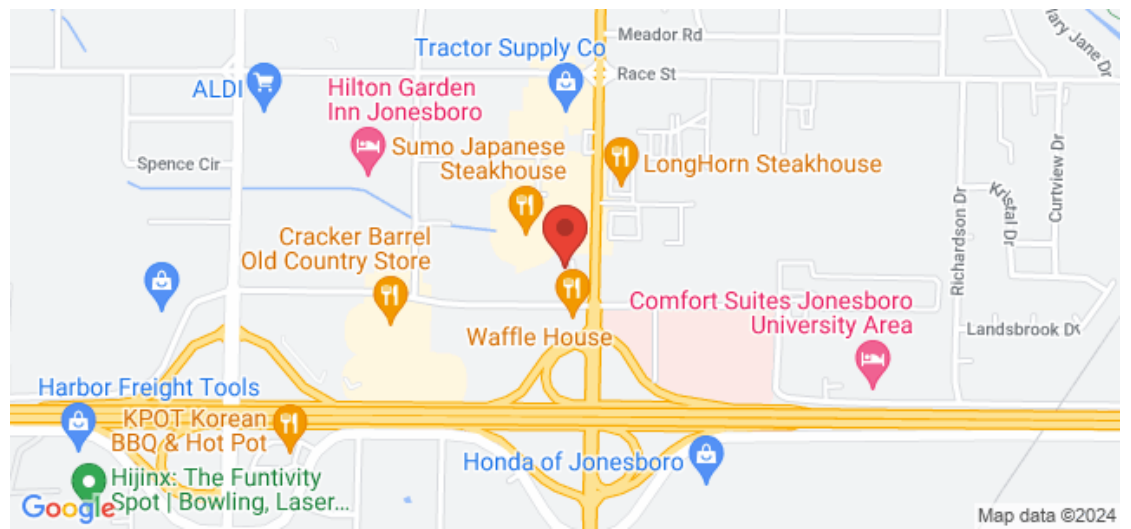 Meador Rd
Mary Jane Dr
Tractor Supply Co
Race St
ALDI
Hilton Garden
Inn Jonesboro
Sumo Japanese
Steakhouse
Spence Cir
LongHorn Steakhouse
Richardson Dr
Kristal Dr
Curtview Dr
Cracker Barrel
Old Country Store
Comfort Suites Jonesboro
University Area
Waffle House
Landsbrook Dr
Harbor Freight Tools
KPOT Korean
BBQ & Hot Pot
Honda of Jonesboro
Hijinx: The Funtivity
Spot | Bowling, Laser...
Google
Map data ©2024